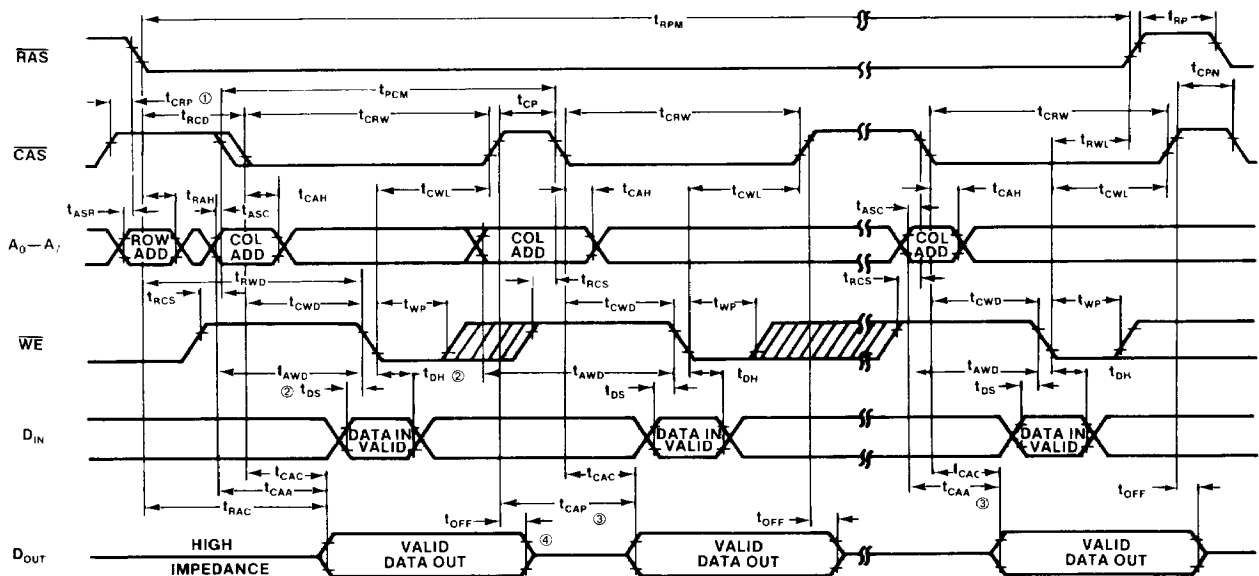 tRPM
tRP
RAS
tCPN
tCRP ①
tPCM
tRCD
tCRW
tCP
tCRW
tCRW
tRWL
CAS
tCWL
tCAH
tCWL
tCAH
tCWL
tASR
tRAH
tASC
tCAH
tASC
A0—A7
ROW ADD
COL ADD
COL ADD
COL ADD
tRWD
tRCS
tCWD
tWP
tRCS
tCWD
tWP
tRCS
tCWD
tWP
WE
tAWD
tDH ②
tAWD
tDH
tAWD
tDH
② tDS
tDS
tDS
DIN
DATA IN VALID
DATA IN VALID
DATA IN VALID
tCAC
tCAC
tCAC
tCAA
tCAP
③
tCAA
③
tRAC
tOFF
④
tOFF
tOFF
DOUT
HIGH IMPEDANCE
VALID DATA OUT
VALID DATA OUT
VALID DATA OUT